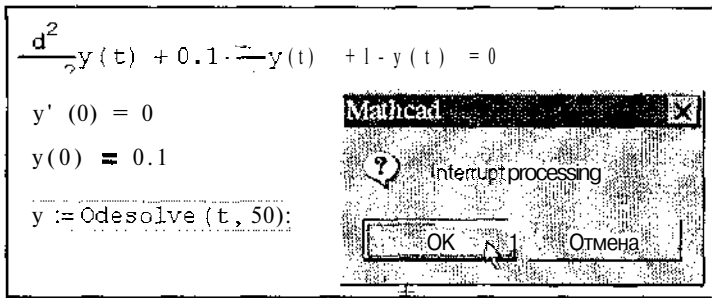 d² y(t) + 0.1· y(t) + 1 - y ( t ) = 0
y' (0) = 0
y(0) = 0.1
y := Odesolve (t, 50):
Mathcad
Interrupt processing
OK
Отмена